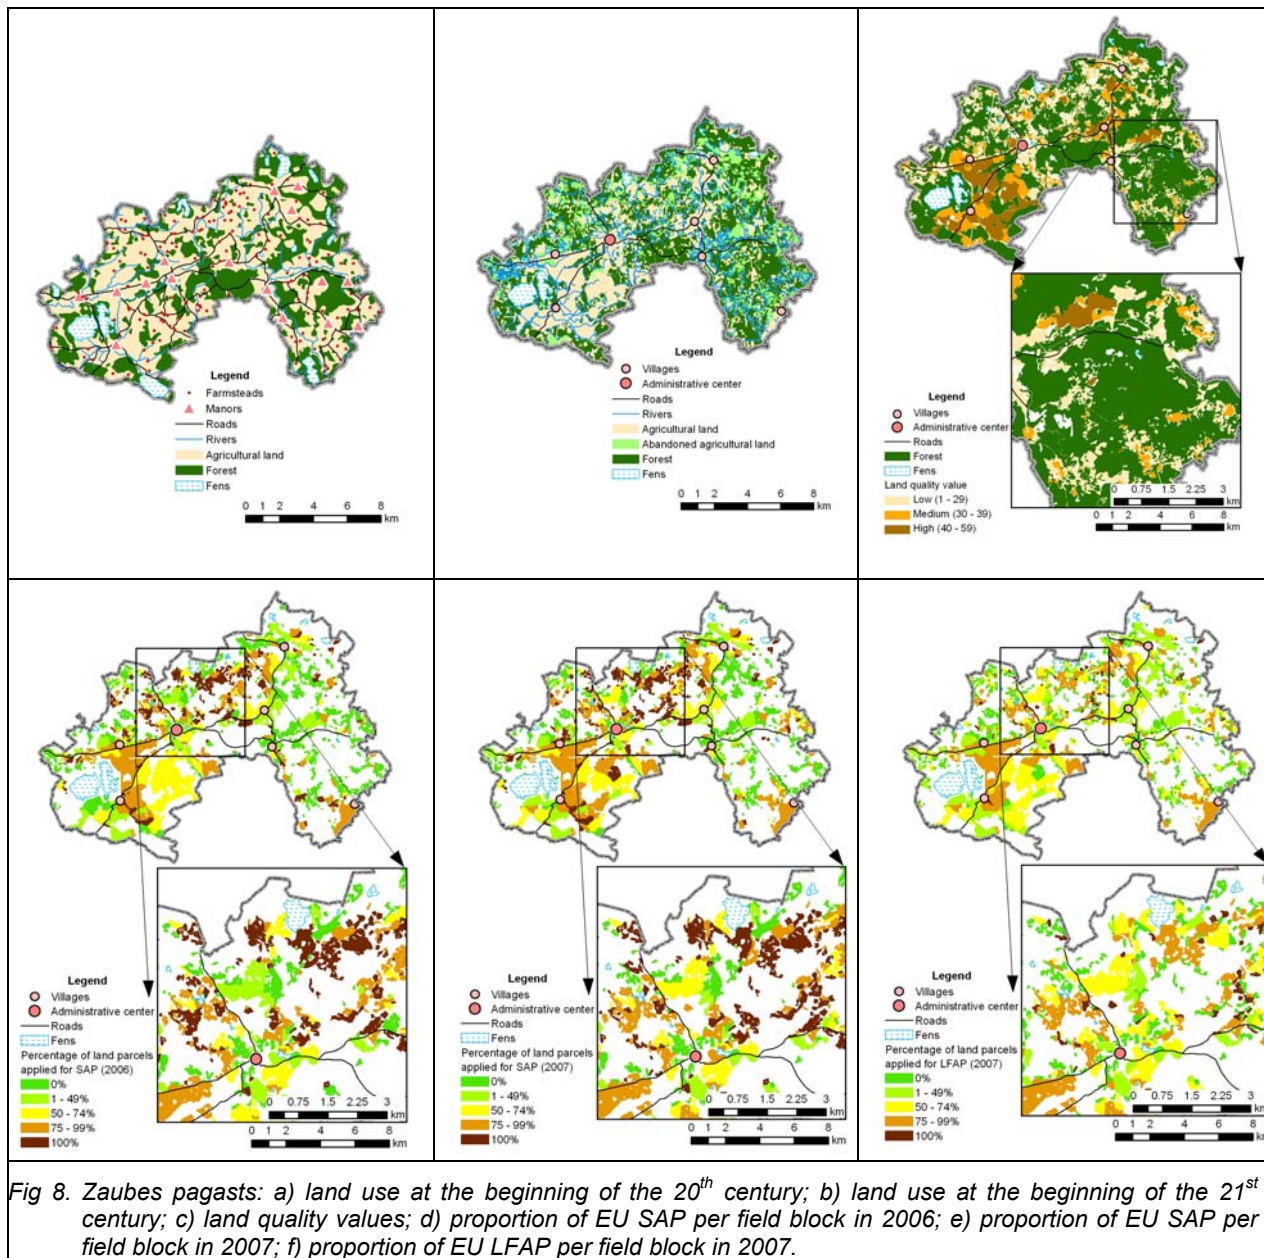 Legend
Farmsteads
Manors
Roads
Rivers
Agricultural land
Forest
Fens
0 1 2 4 6 8
km
Legend
Villages
Administrative center
Roads
Rivers
Agricultural land
Abandoned agricultural land
Forest
Fens
0 1 2 4 6 8
km
Legend
Villages
Administrative center
Roads
Forest
Fens
Land quality value
Low (1 - 29)
Medium (30 - 39)
High (40 - 59)
0 0.75 1.5 2.25 3
0 1 2 4 6 8
km
Legend
Villages
Administrative center
Roads
Fens
Percentage of land parcels
applied for SAP (2006)
0%
1 - 49%
50 - 74%
75 - 99%
100%
0 0.75 1.5 2.25 3
0 1 2 4 6 8
km
Legend
Villages
Administrative center
Roads
Fens
Percentage of land parcels
applied for SAP (2007)
0%
1 - 49%
50 - 74%
75 - 99%
100%
0 0.75 1.5 2.25 3
0 1 2 4 6 8
km
Legend
Villages
Administrative center
Roads
Fens
Percentage of land parcels
applied for LFAP (2007)
0%
1 - 49%
50 - 74%
75 - 99%
100%
0 0.75 1.5 2.25 3
0 1 2 4 6 8
km
Fig 8. Zaubes pagasts: a) land use at the beginning of the 20th century; b) land use at the beginning of the 21st
century; c) land quality values; d) proportion of EU SAP per field block in 2006; e) proportion of EU SAP per
field block in 2007; f) proportion of EU LFAP per field block in 2007.